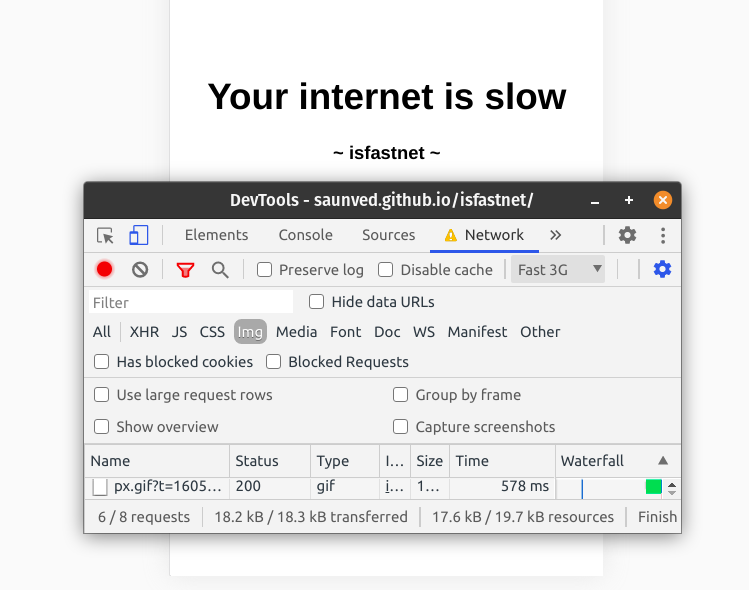 Your internet is slow
~ isfastnet ~
DevTools - saunved.github.io/isfastnet/
Elements Console Sources Network
Preserve log Disable cache Fast 3G
Filter Hide data URLs
All XHR JS CSS Img Media Font Doc WS Manifest Other
Has blocked cookies Blocked Requests
Use large request rows Group by frame
Show overview Capture screenshots
Name Status Type I... Size Time Waterfall
px.gif?t=1605... 200 gif i... 1... 578 ms
6 / 8 requests 18.2 kB / 18.3 kB transferred 17.6 kB / 19.7 kB resources Finish